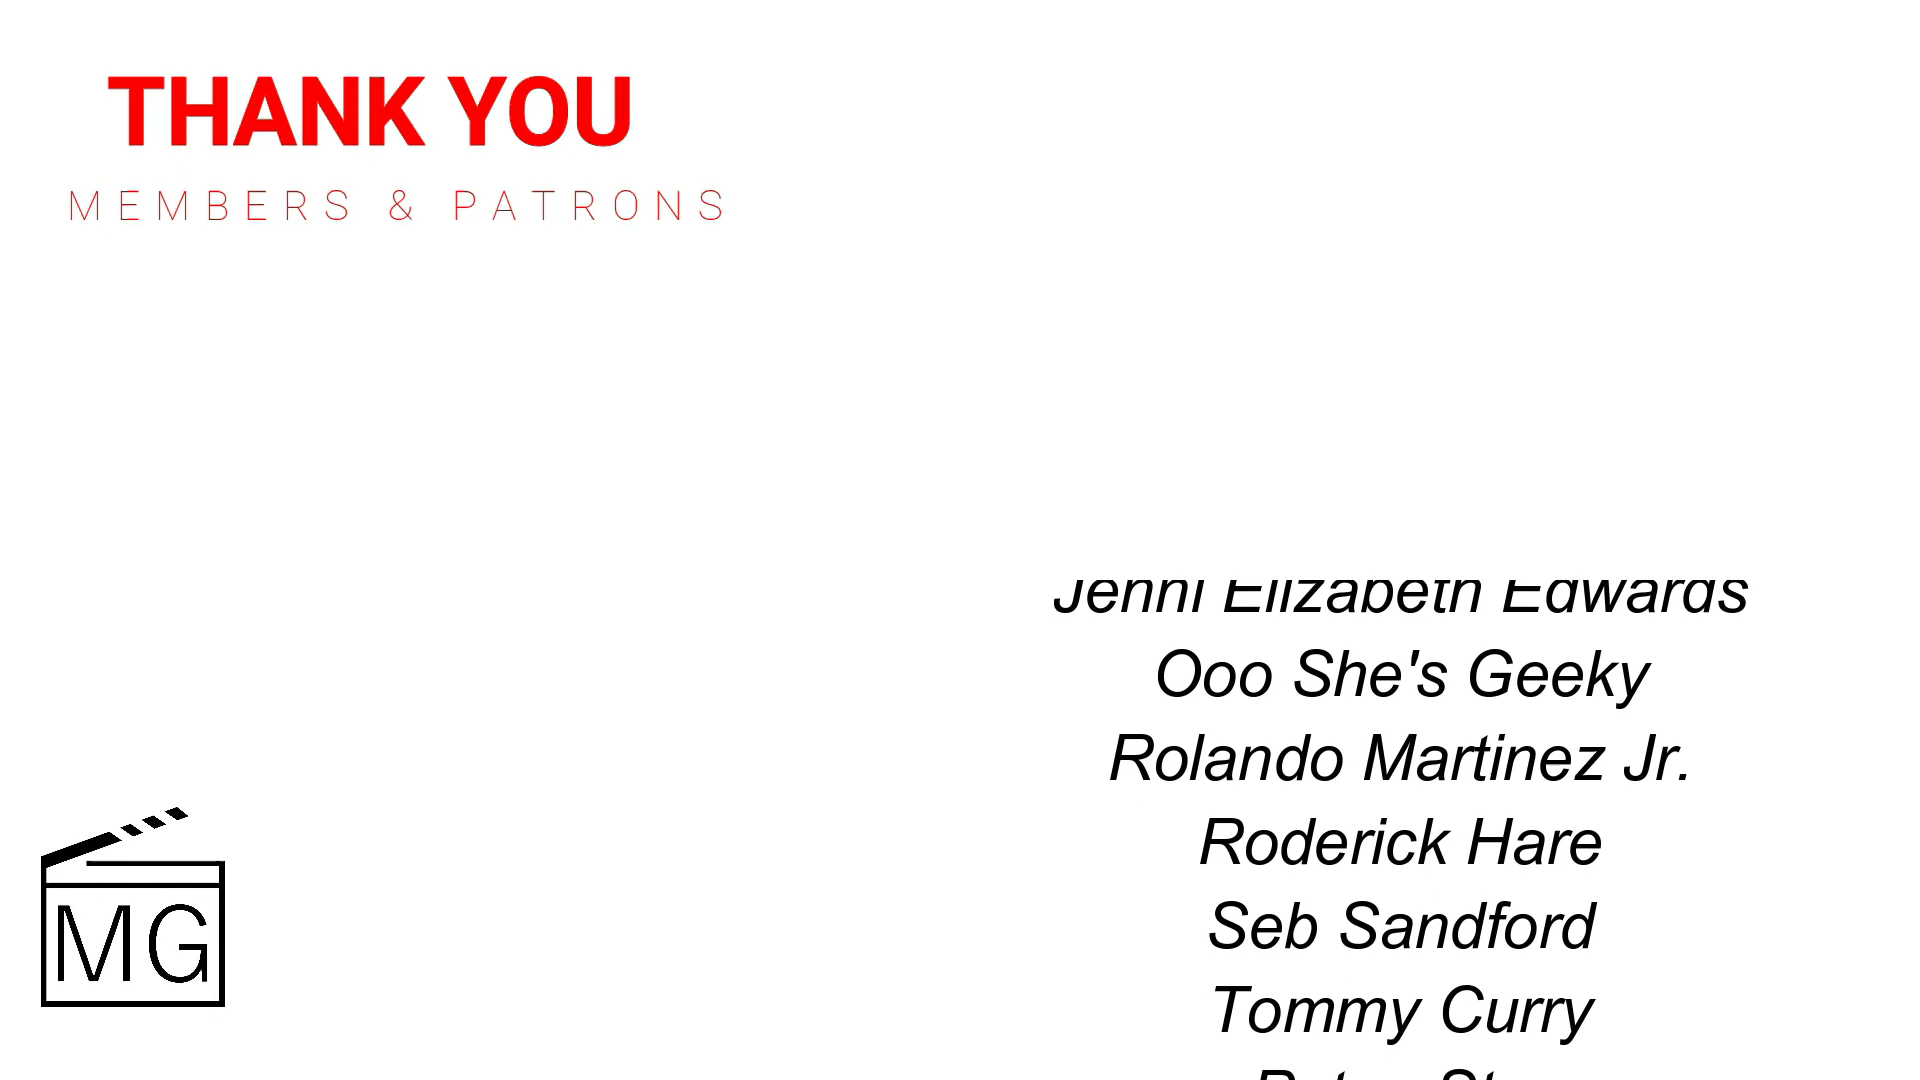 THANK YOU
MEMBERS & PATRONS
Jenni Elizabeth Edwards
Ooo She's Geeky
Rolando Martinez Jr.
Roderick Hare
Seb Sandford
Tommy Curry
MG